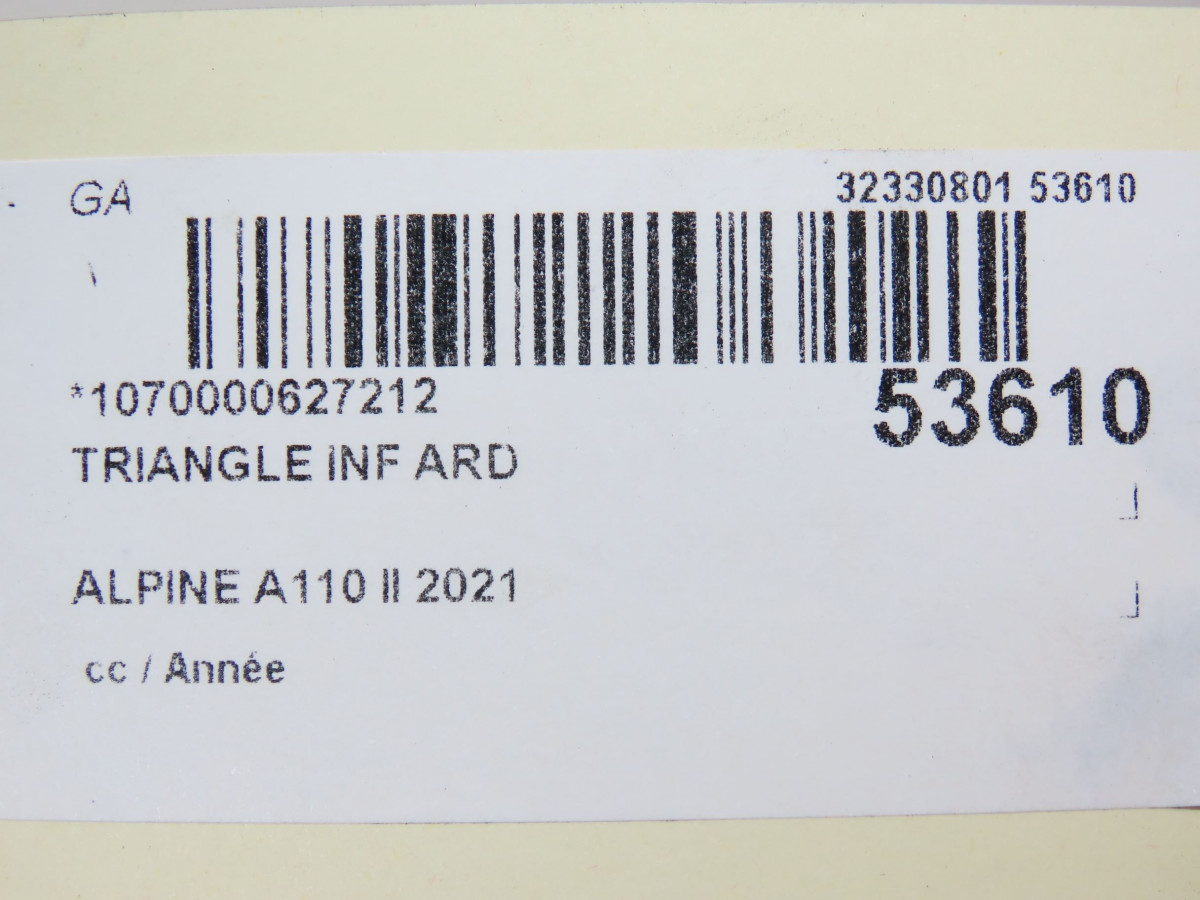 GA
32330801 53610
*1070000627212
53610
TRIANGLE INF ARD
ALPINE A110 II 2021
cc / Année